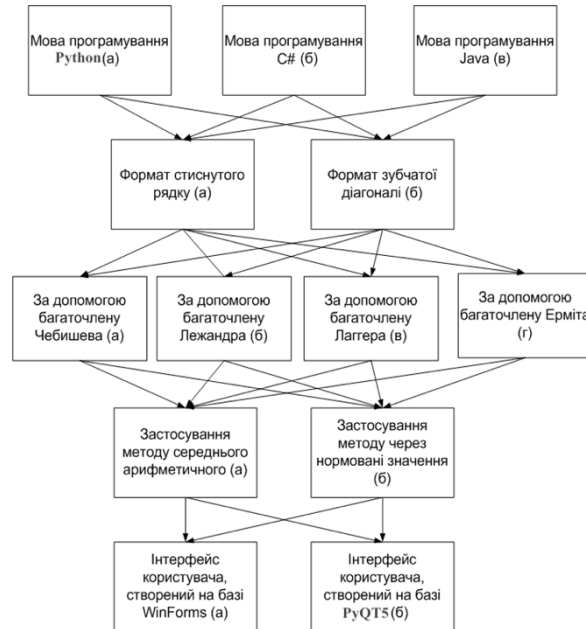 Мова програмування
Python(а)
Мова програмування
C# (б)
Мова програмування
Java (в)
Формат стиснутого
рядку (а)
Формат зубчатої
діагоналі (б)
За допомогою
багаточлену
Чебишева (а)
За допомогою
багаточлену
Лежандра (б)
За допомогою
багаточлену
Лаггера (в)
За допомогою
багаточлену Ерміта
(г)
Застосування
методу середнього
арифметичного (а)
Застосування
методу через
нормовані значення
(б)
Інтерфейс
користувача,
створений на базі
WinForms (а)
Інтерфейс
користувача,
створений на базі
PyQT5(б)